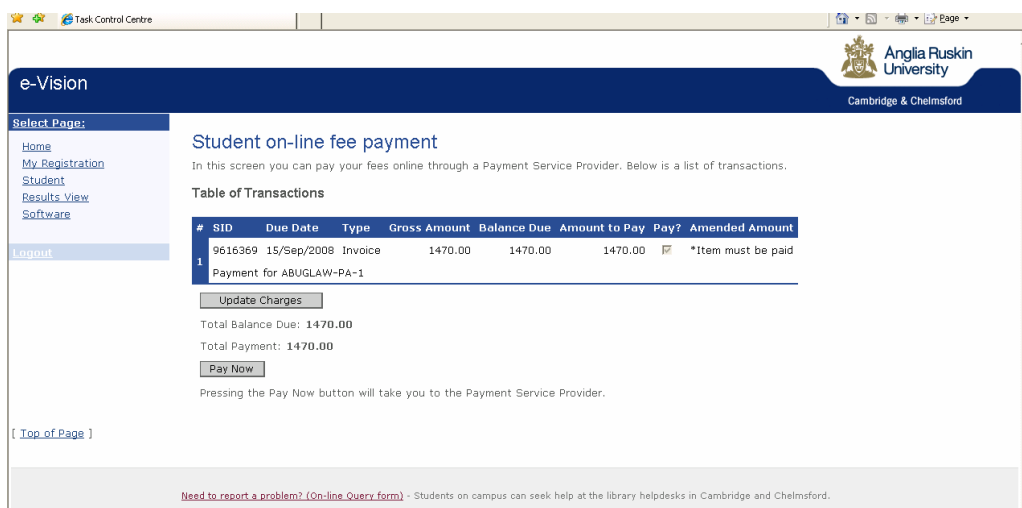 Task Control Centre
Page
Anglia Ruskin
University
e-Vision
Cambridge & Chelmsford
Select Page:
Home
My Registration
Student
Results View
Software
Logout
Student on-line fee payment
In this screen you can pay your fees online through a Payment Service Provider. Below is a list of transactions.
Table of Transactions
# SID Due Date Type Gross Amount Balance Due Amount to Pay Pay? Amended Amount
1 9616369 15/Sep/2008 Invoice 1470.00 1470.00 1470.00 *Item must be paid
Payment for ABUGLAW-PA-1
Update Charges
Total Balance Due: 1470.00
Total Payment: 1470.00
Pay Now
Pressing the Pay Now button will take you to the Payment Service Provider.
[ Top of Page ]
Need to report a problem? (On-line Query form) - Students on campus can seek help at the library helpdesks in Cambridge and Chelmsford.